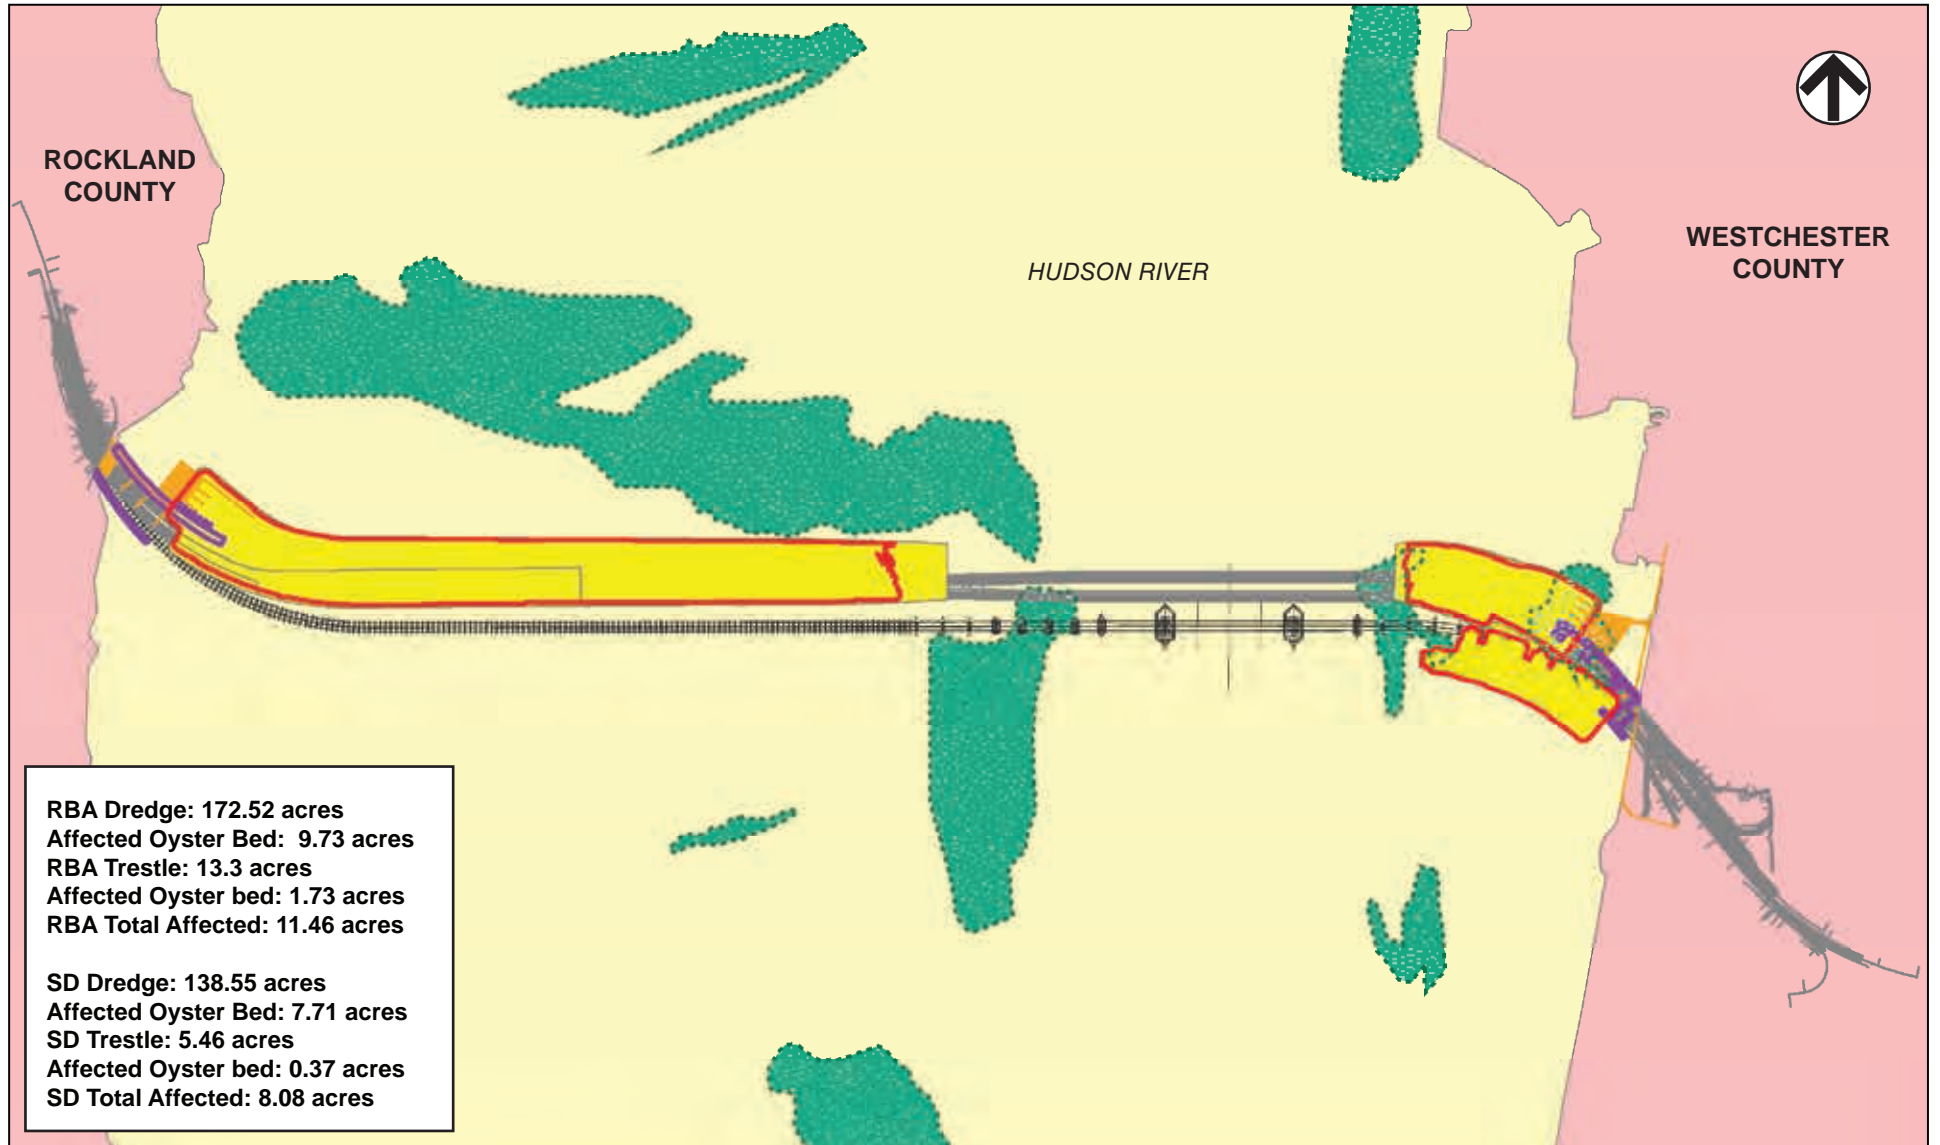 ROCKLAND
COUNTY
HUDSON RIVER
WESTCHESTER
COUNTY
RBA Dredge: 172.52 acres
Affected Oyster Bed: 9.73 acres
RBA Trestle: 13.3 acres
Affected Oyster bed: 1.73 acres
RBA Total Affected: 11.46 acres
SD Dredge: 138.55 acres
Affected Oyster Bed: 7.71 acres
SD Trestle: 5.46 acres
Affected Oyster bed: 0.37 acres
SD Total Affected: 8.08 acres